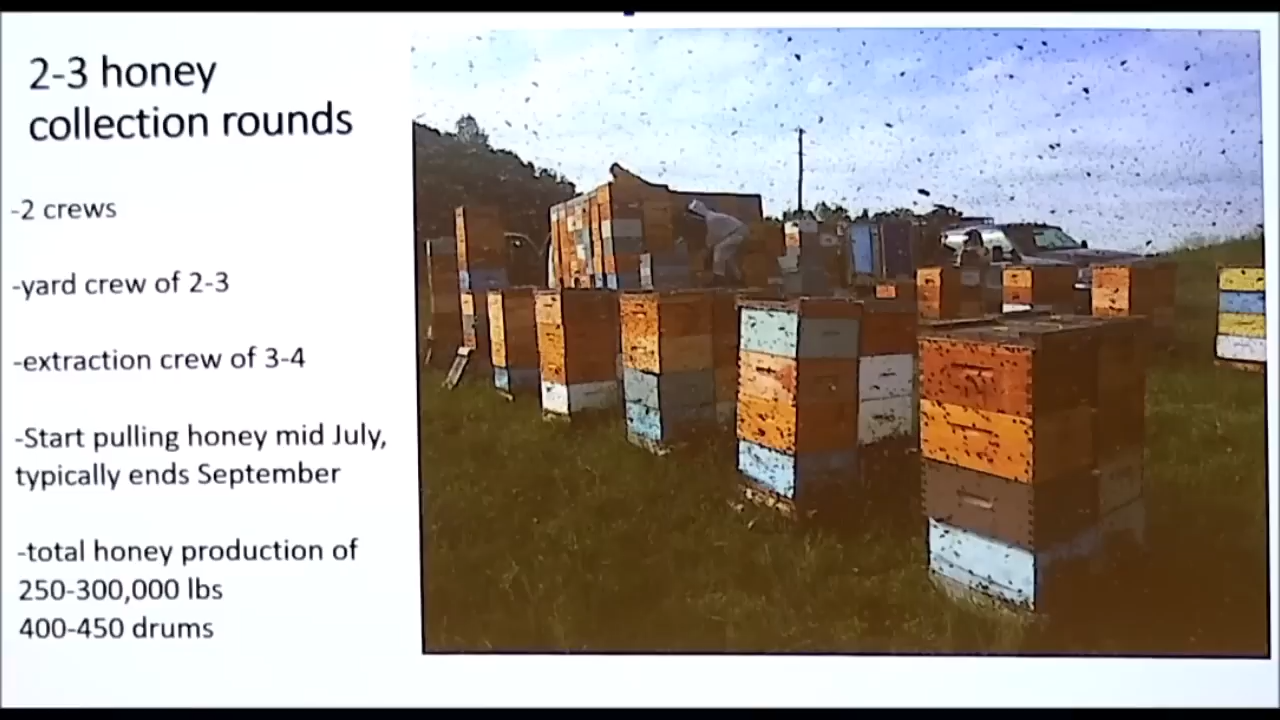 2-3 honey
collection rounds
-2 crews
-yard crew of 2-3
-extraction crew of 3-4
-Start pulling honey mid July,
typically ends September
-total honey production of
250-300,000 lbs
400-450 drums